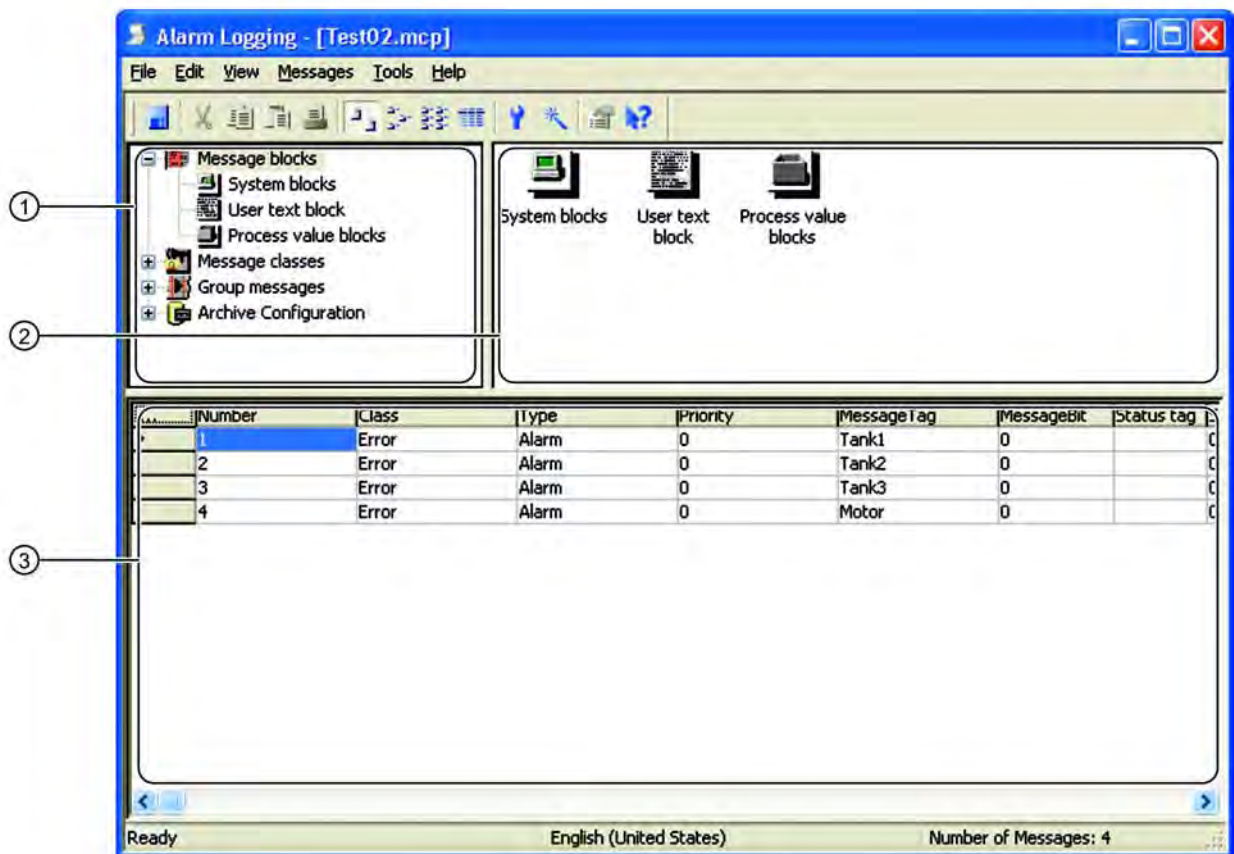 Alarm Logging - [Test02.mcp]
File Edit View Messages Tools Help
Message blocks
System blocks
User text block
Process value blocks
Message classes
Group messages
Archive Configuration
System blocks
User text block
Process value blocks
1
2
3
Number Class Type Priority MessageTag MessageBit Status tag
1 Error Alarm 0 Tank1 0
2 Error Alarm 0 Tank2 0
3 Error Alarm 0 Tank3 0
4 Error Alarm 0 Motor 0
Ready English (United States) Number of Messages: 4